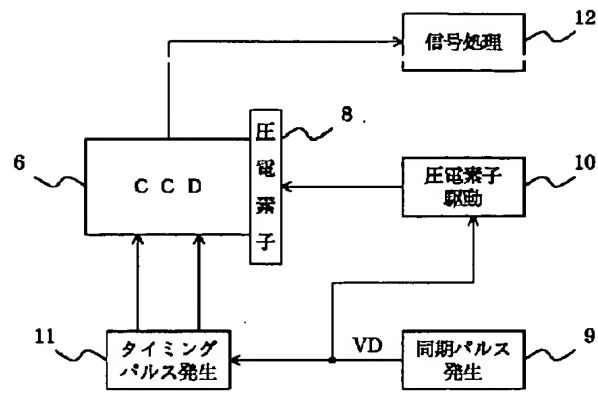 12
信号処理
8
圧電素子
6
CCD
10
圧電素子
駆動
11
タイミング
パルス発生
VD
同期パルス
発生
9